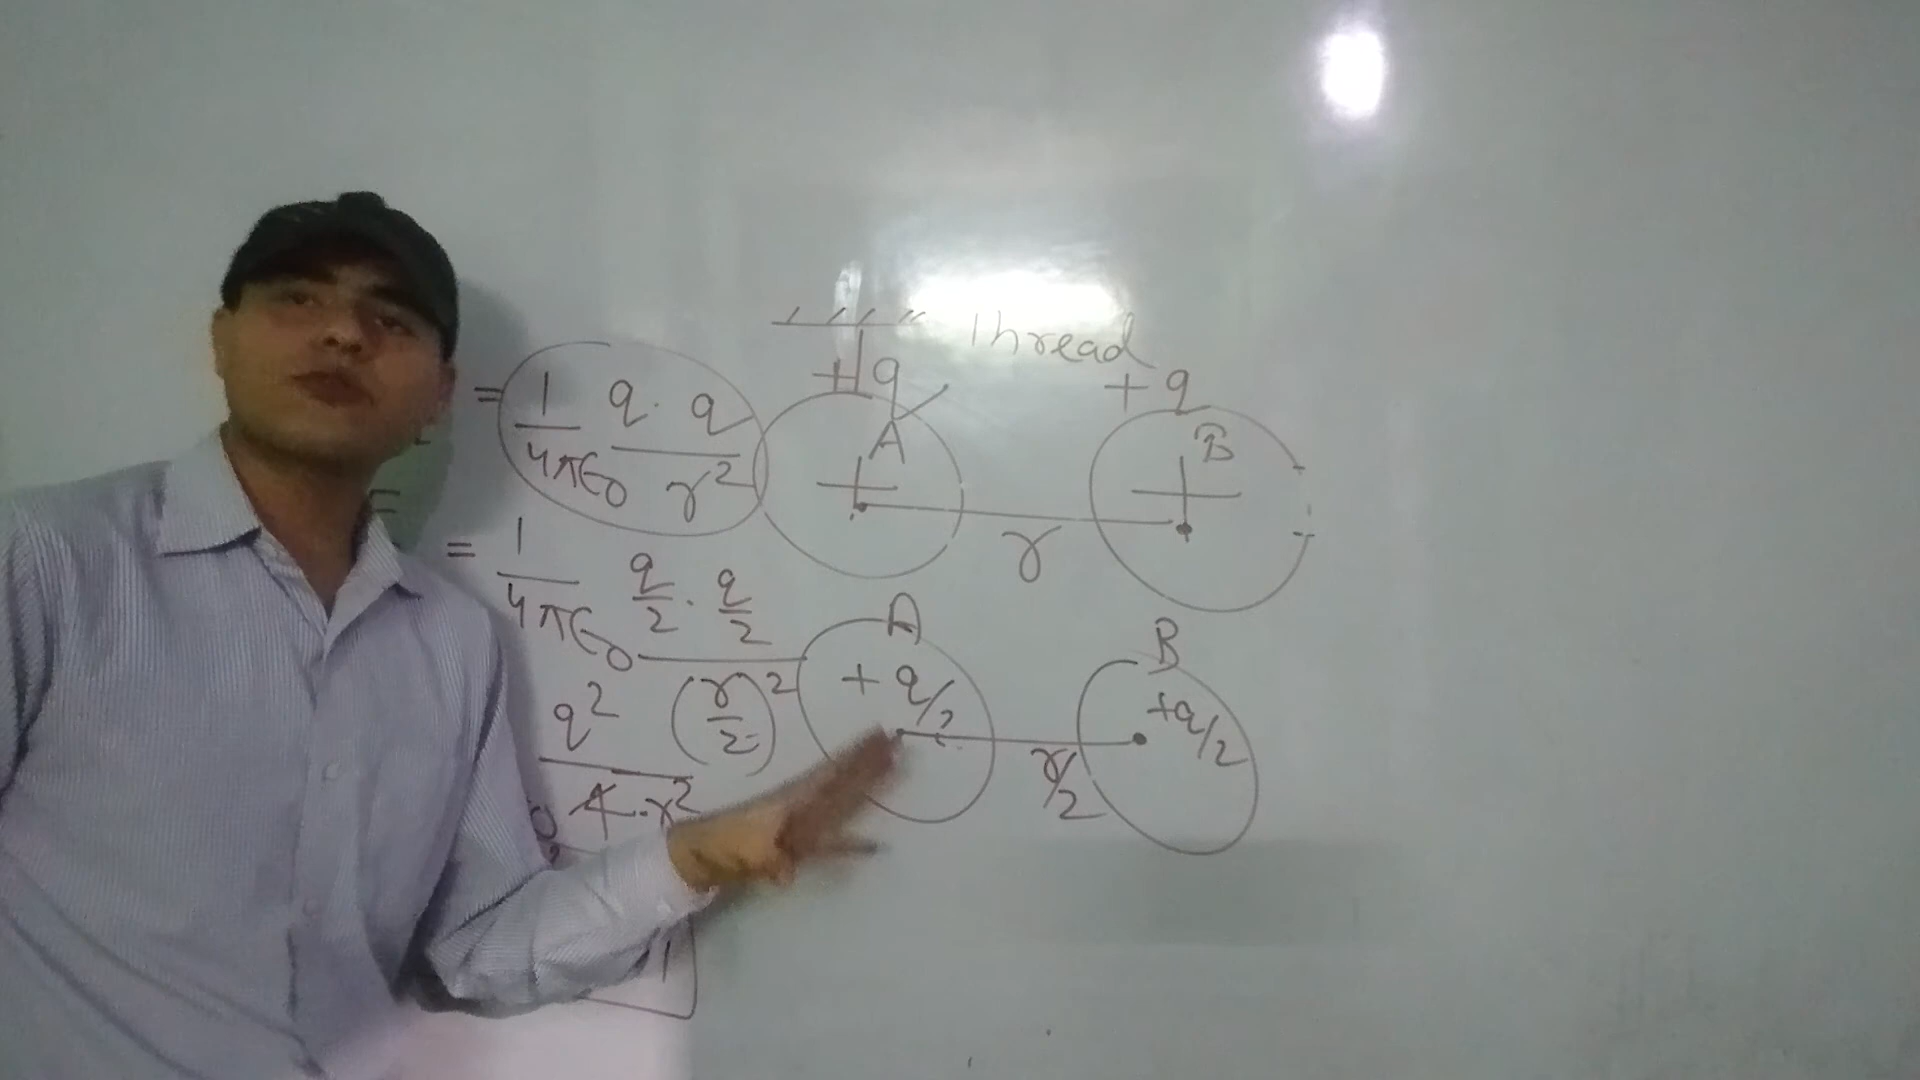 Thread
+q
+q
= 1/4πϵ₀ q . q / r²
A
B
r
= 1/4πϵ₀ q/2 . q/2 / (r/2)²
A
B
+ q/2
+q/2
r/2
q²
4 . r²